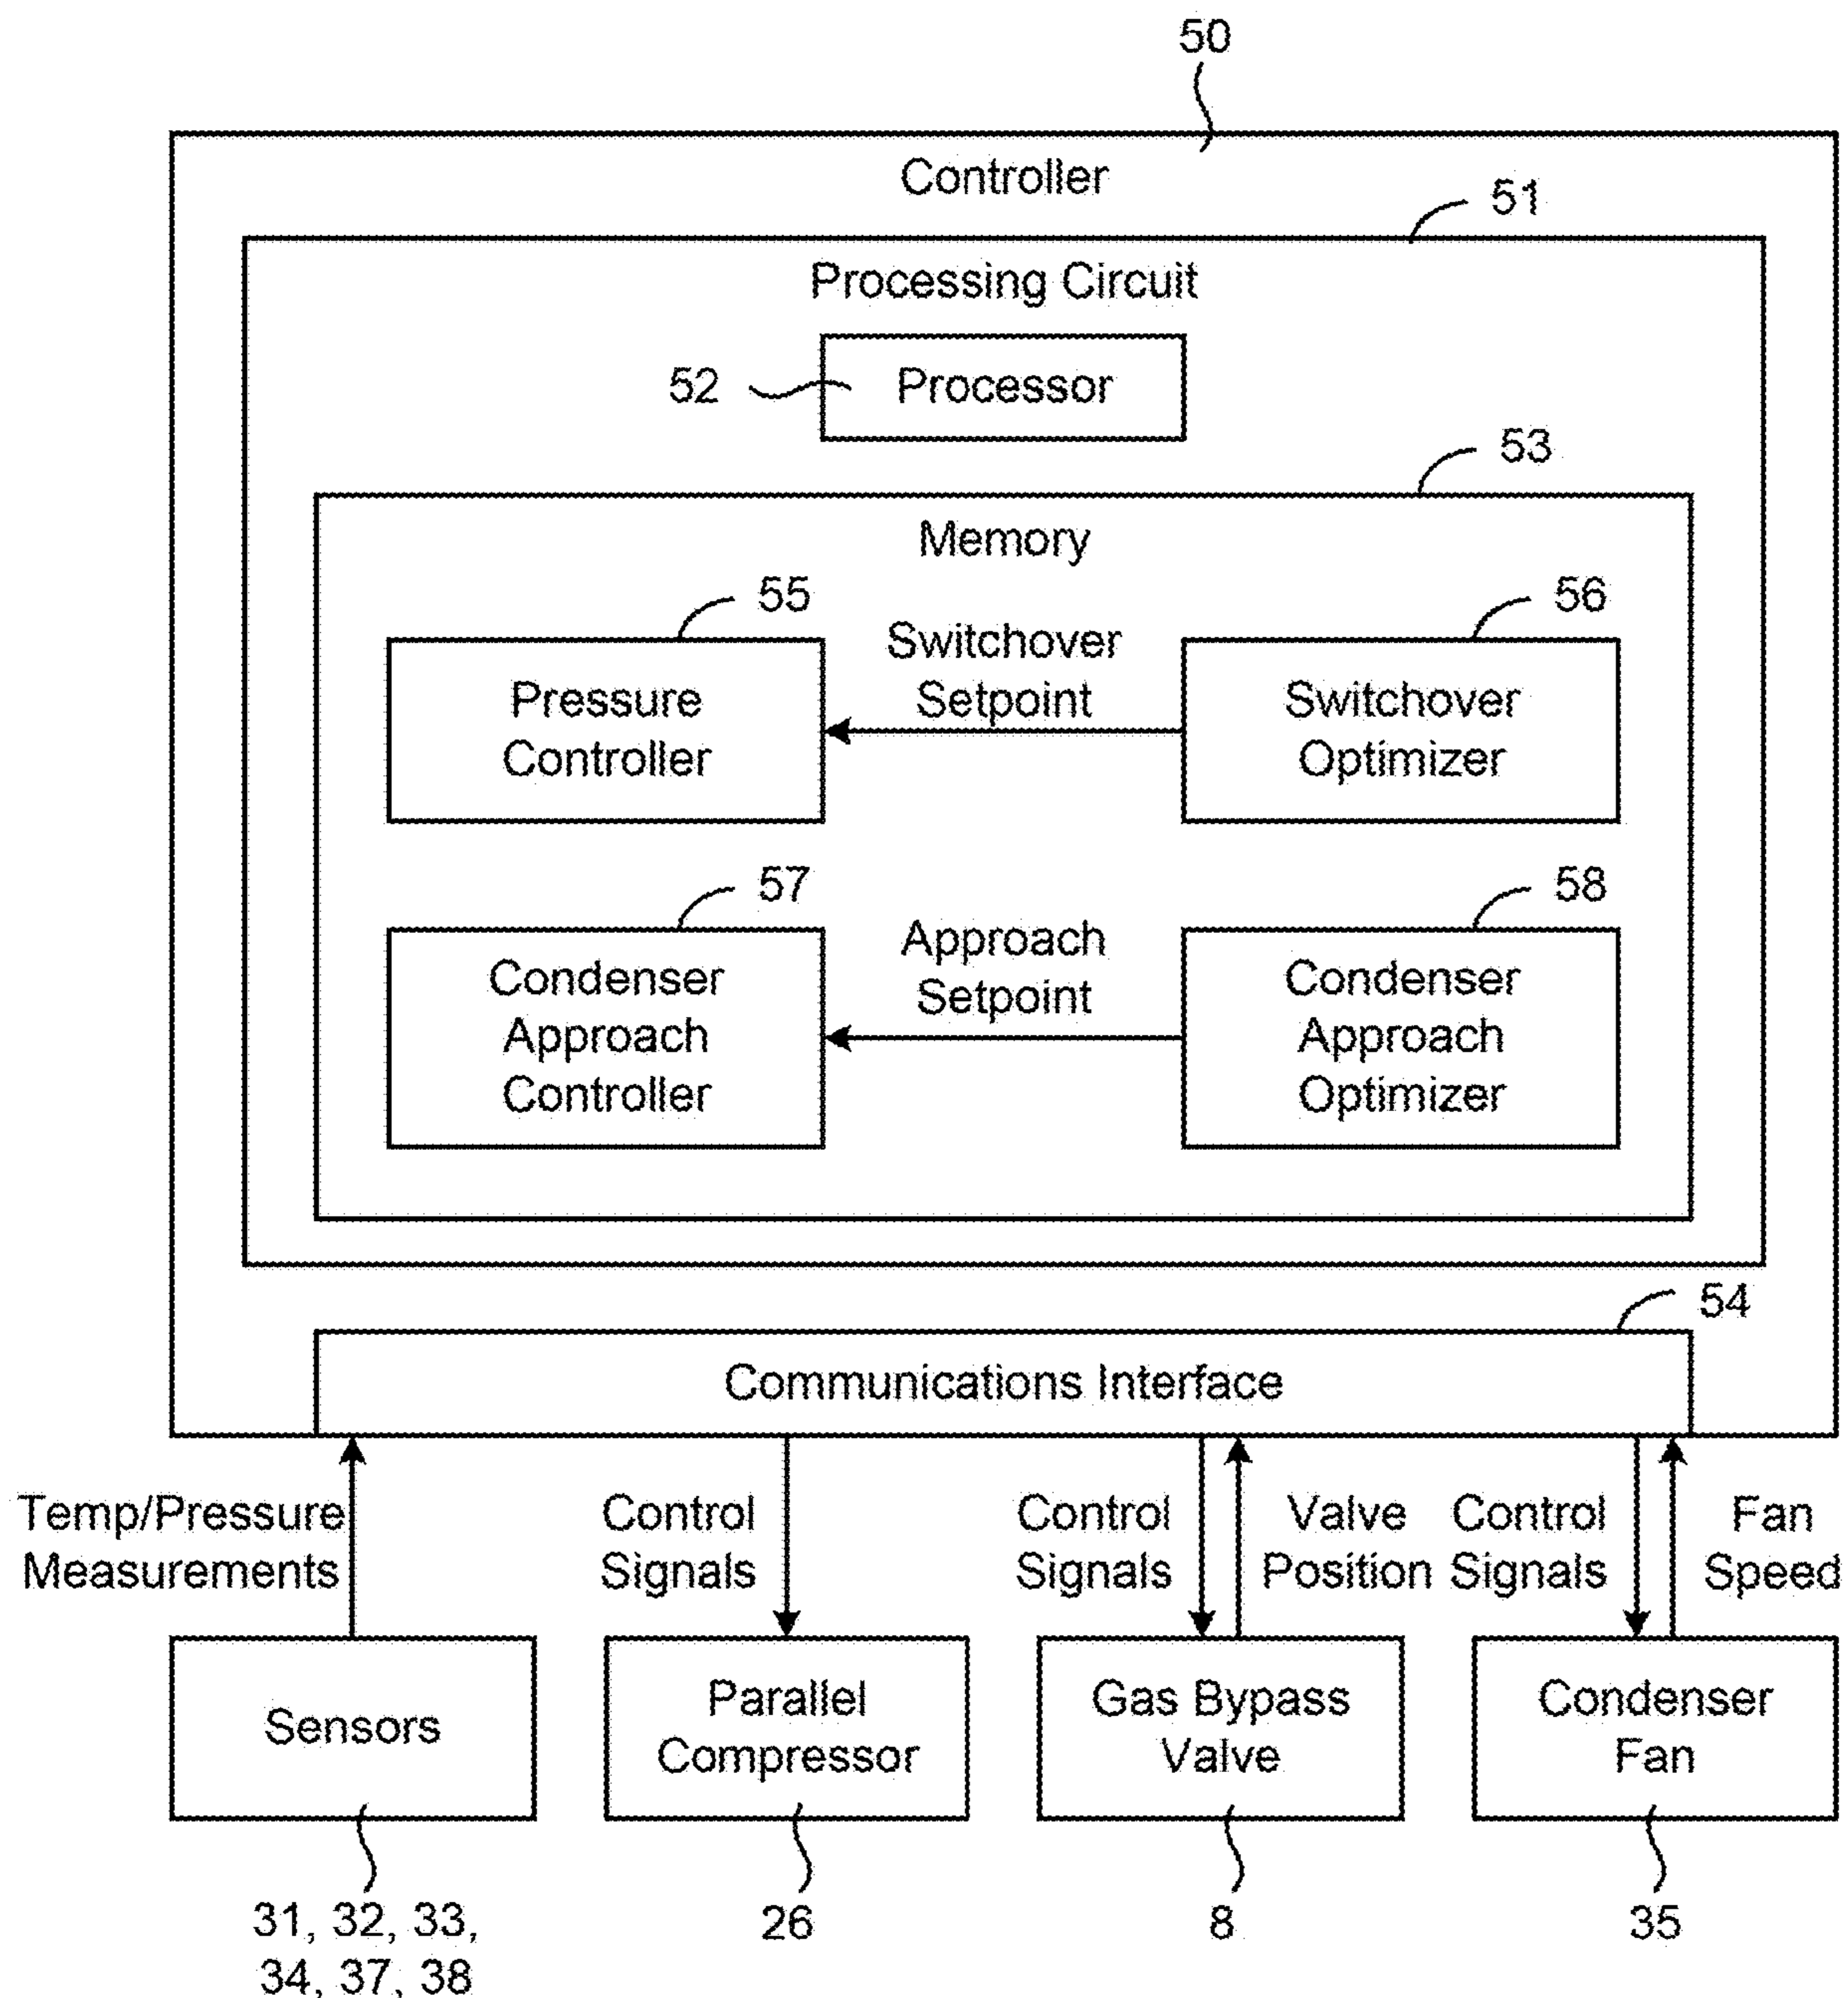 50
Controller
51
Processing Circuit
52
Processor
53
Memory
55
Switchover
Setpoint
56
Pressure
Controller
Switchover
Optimizer
57
Approach
Setpoint
58
Condenser
Approach
Controller
Condenser
Approach
Optimizer
54
Communications Interface
Temp/Pressure
Measurements
Control
Signals
Control
Signals
Valve
Position
Control
Signals
Fan
Speed
Sensors
Parallel
Compressor
Gas Bypass
Valve
Condenser
Fan
31, 32, 33,
34, 37, 38
26
8
35